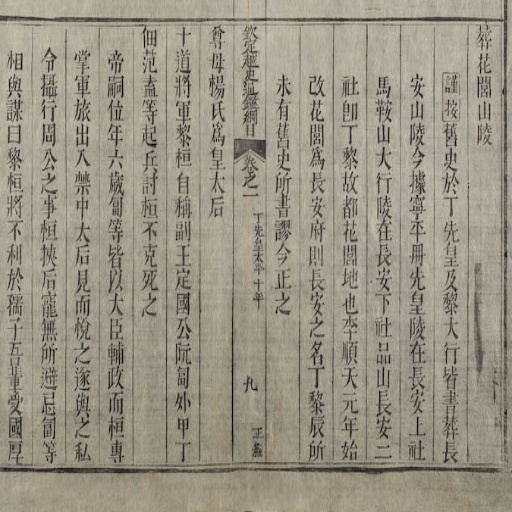 葬花閭山陵
謹按舊史於丁先皇及黎大行皆書葬長
安山陵今據寧平冊先皇陵在長安上社
馬鞍山大行陵在長安下社品山長安二
社卽丁黎故都花閭地也李順天元年始
改花閭爲長安府則長安之名丁黎辰所
未有舊史所書謬今正之
欽定越史通鑑綱目 卷之一 丁先皇太平十年 九 正編
尊母楊氏爲皇太后
十道將軍黎桓自稱副王定國公阮匐外甲丁
佃范盍等起兵討桓不克死之
帝嗣位年六歲匐等皆以大臣輔政而桓專
掌軍旅出入禁中太后見而悅之遂與之私
令攝行周公之事桓挾后寵無所避忌匐等
相與謀曰黎桓將不利於孺子吾輩受國厚